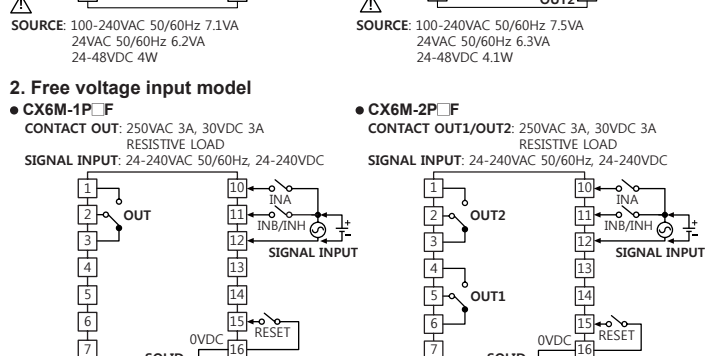 OUT2
SOURCE: 100-240VAC 50/60Hz 7.1VA
24VAC 50/60Hz 6.2VA
24-48VDC 4W
SOURCE: 100-240VAC 50/60Hz 7.5VA
24VAC 50/60Hz 6.3VA
24-48VDC 4.1W
2. Free voltage input model
● CX6M-1P□F
CONTACT OUT: 250VAC 3A, 30VDC 3A
RESISTIVE LOAD
SIGNAL INPUT: 24-240VAC 50/60Hz, 24-240VDC
1
2
3
4
5
6
7
OUT
10
11
12
13
14
15
16
INA
INB/INH
SIGNAL INPUT
RESET
0VDC
SOLID
● CX6M-2P□F
CONTACT OUT1/OUT2: 250VAC 3A, 30VDC 3A
RESISTIVE LOAD
SIGNAL INPUT: 24-240VAC 50/60Hz, 24-240VDC
1
2
3
4
5
6
7
OUT2
OUT1
10
11
12
13
14
15
16
INA
INB/INH
SIGNAL INPUT
RESET
0VDC
SOLID